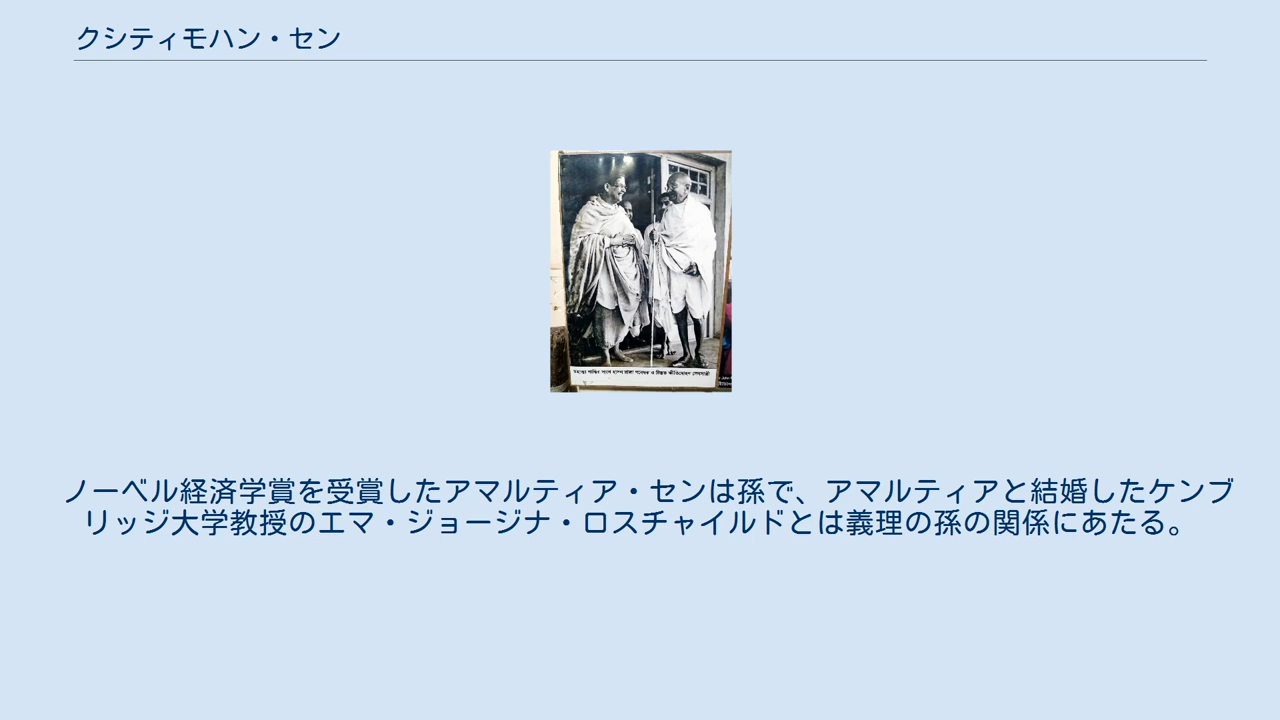 クシティモハン・セン
ノーベル経済学賞を受賞したアマルティア・センは孫で、アマルティアと結婚したケンブ
リッジ大学教授のエマ・ジョージナ・ロスチャイルドとは義理の孫の関係にあたる。